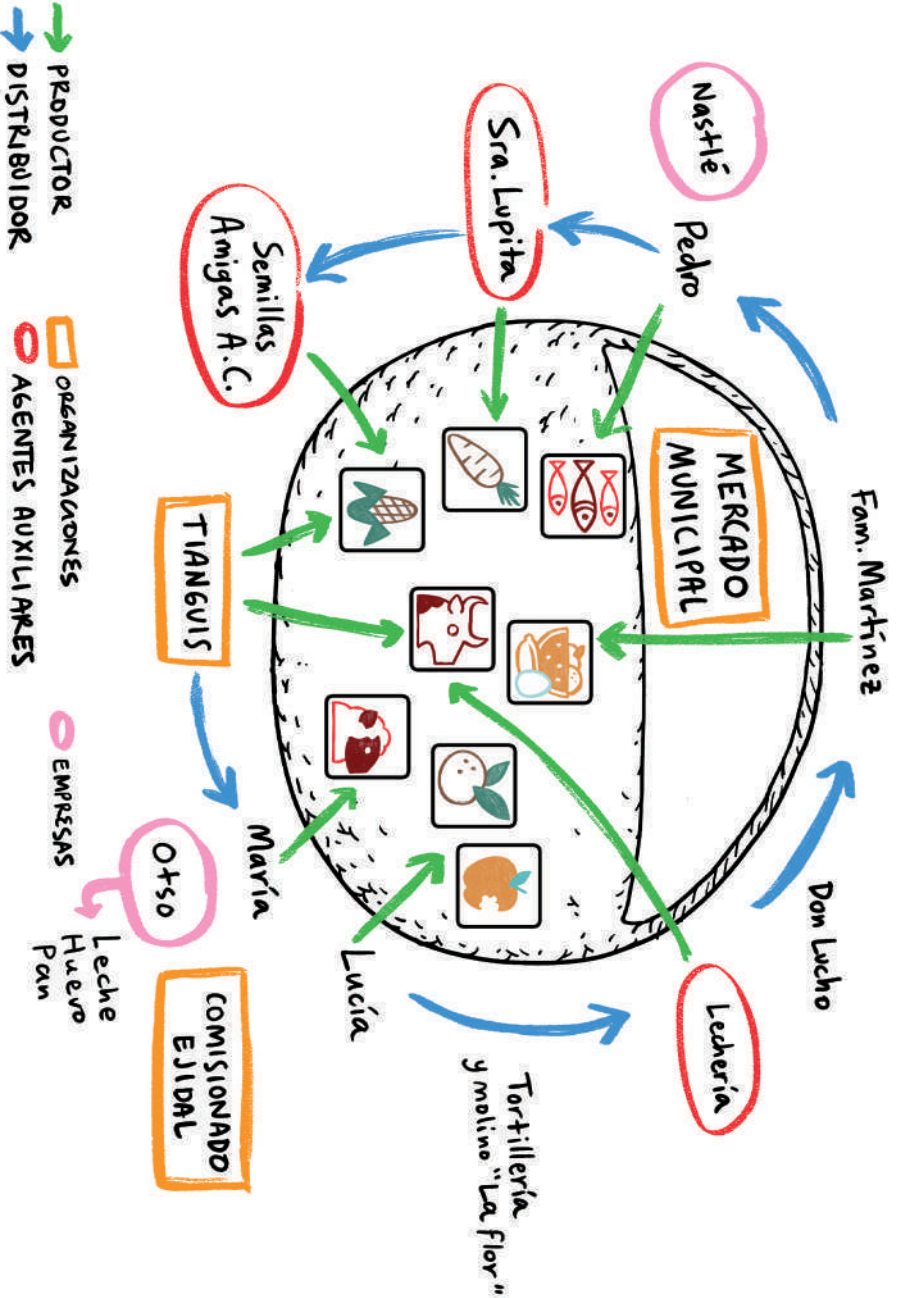 Fam. Martínez
Don Lucho
Nastlé
Pedro
MERCADO
MUNICIPAL
Lechería
Sra. Lupita
Tortillería
y molino "La flor"
Lucía
Semillas
Amigas A.C.
TIANGUIS
María
Otso
Leche
Huevo
Pan
COMISIONADO
EJIDAL
PRODUCTOR
DISTRIBUIDOR
ORGANIZACIONES
AGENTES AUXILIARES
EMPRESAS